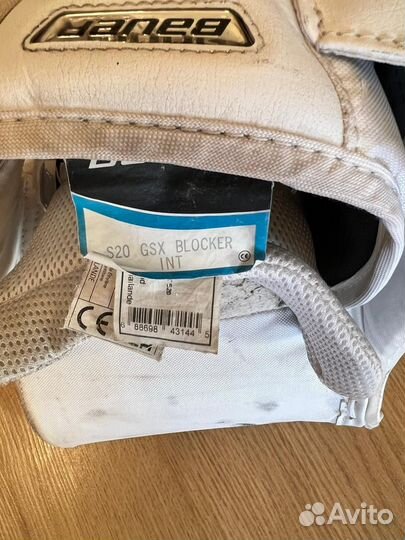 BAUER
S20 GSX BLOCKER
INT
CE
6 88698 43144 5
Avito